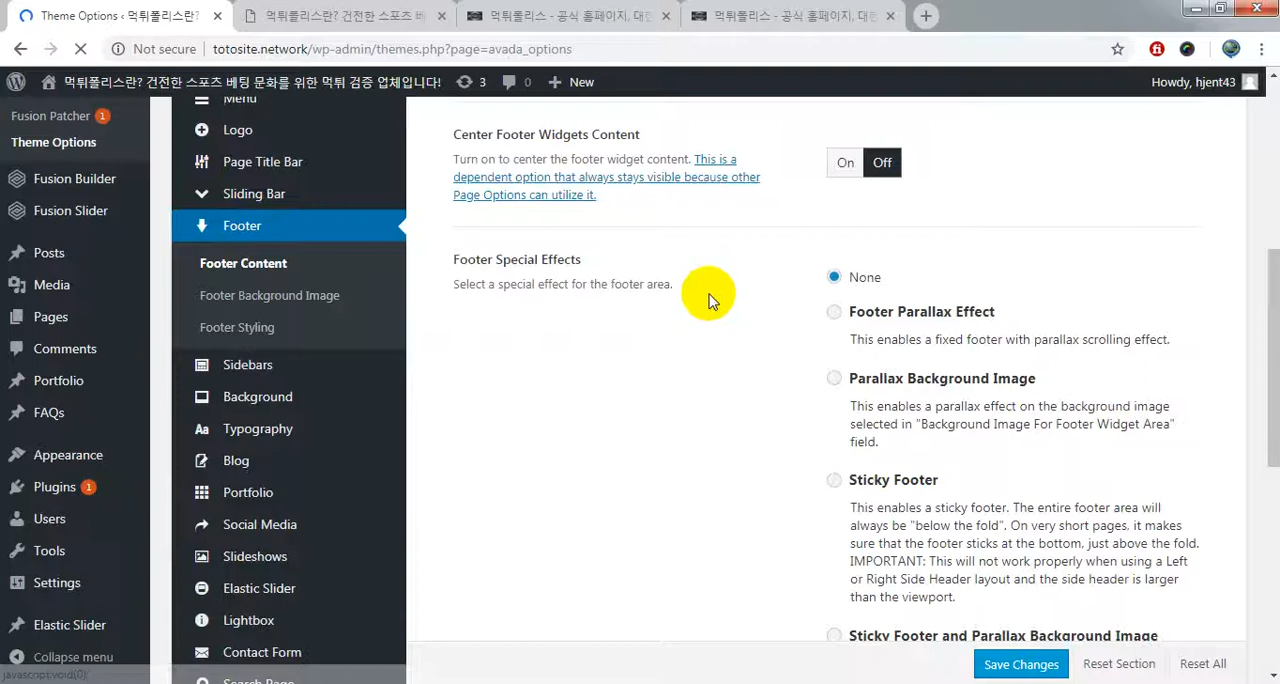 Theme Options ‹ 먹튀폴리스란?
먹튀폴리스란? 건전한 스포츠 베팅
먹튀폴리스 - 공식 홈페이지, 대한
먹튀폴리스 - 공식 홈페이지, 대한
Not secure
totosite.network/wp-admin/themes.php?page=avada_options
먹튀폴리스란? 건전한 스포츠 베팅 문화를 위한 먹튀 검증 업체입니다!
3
0
New
Howdy, hjent43
Fusion Patcher 1
Theme Options
Fusion Builder
Fusion Slider
Posts
Media
Pages
Comments
Portfolio
FAQs
Appearance
Plugins 1
Users
Tools
Settings
Elastic Slider
Collapse menu
javascript:void(0)
Menu
Logo
Page Title Bar
Sliding Bar
Footer
Footer Content
Footer Background Image
Footer Styling
Sidebars
Background
Typography
Blog
Portfolio
Social Media
Slideshows
Elastic Slider
Lightbox
Contact Form
Search Page
Center Footer Widgets Content
Turn on to center the footer widget content. This is a
dependent option that always stays visible because other
Page Options can utilize it.
On Off
Footer Special Effects
Select a special effect for the footer area.
None
Footer Parallax Effect
This enables a fixed footer with parallax scrolling effect.
Parallax Background Image
This enables a parallax effect on the background image
selected in "Background Image For Footer Widget Area"
field.
Sticky Footer
This enables a sticky footer. The entire footer area will
always be "below the fold". On very short pages, it makes
sure that the footer sticks at the bottom, just above the fold.
IMPORTANT: This will not work properly when using a Left
or Right Side Header layout and the side header is larger
than the viewport.
Sticky Footer and Parallax Background Image
Save Changes
Reset Section
Reset All